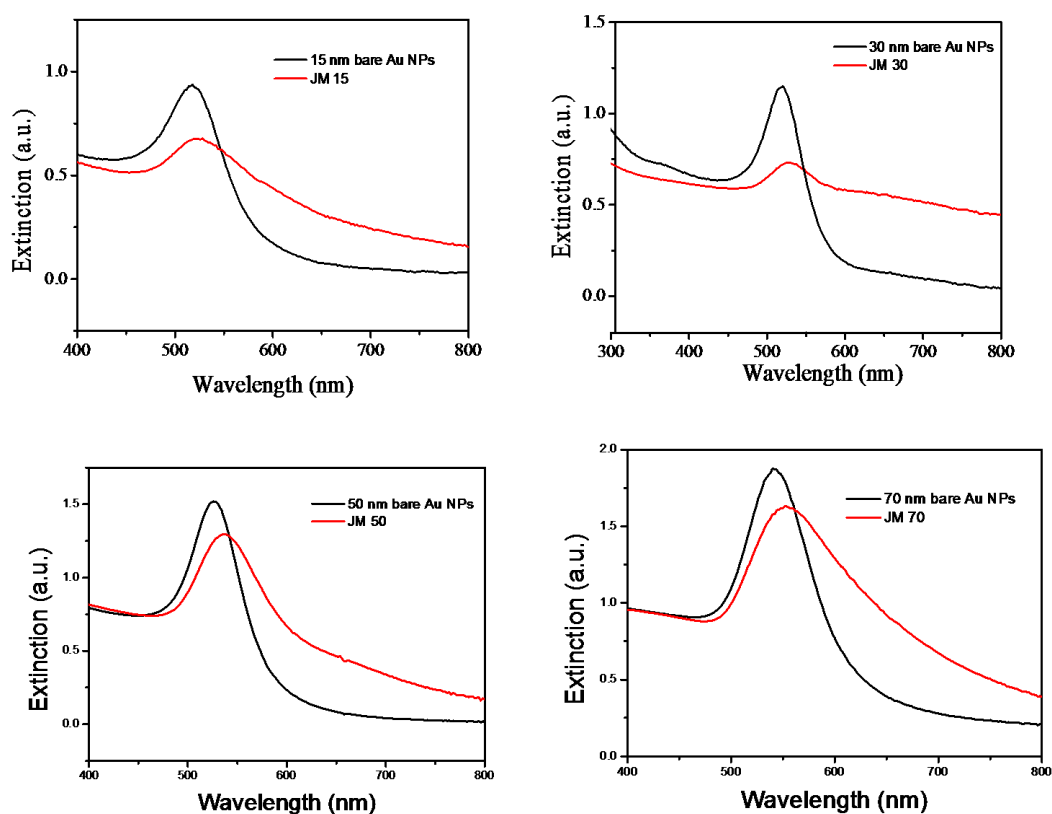 15 nm bare Au NPs
JM 15
Extinction (a.u.)
1.0
0.5
0.0
400 500 600 700 800
Wavelength (nm)
30 nm bare Au NPs
JM 30
Extinction (a.u.)
1.5
1.0
0.5
0.0
300 400 500 600 700 800
Wavelength (nm)
50 nm bare Au NPs
JM 50
Extinction (a.u.)
1.5
1.0
0.5
0.0
400 500 600 700 800
Wavelength (nm)
70 nm bare Au NPs
JM 70
Extinction (a.u.)
2.0
1.5
1.0
0.5
0.0
400 500 600 700 800
Wavelength (nm)